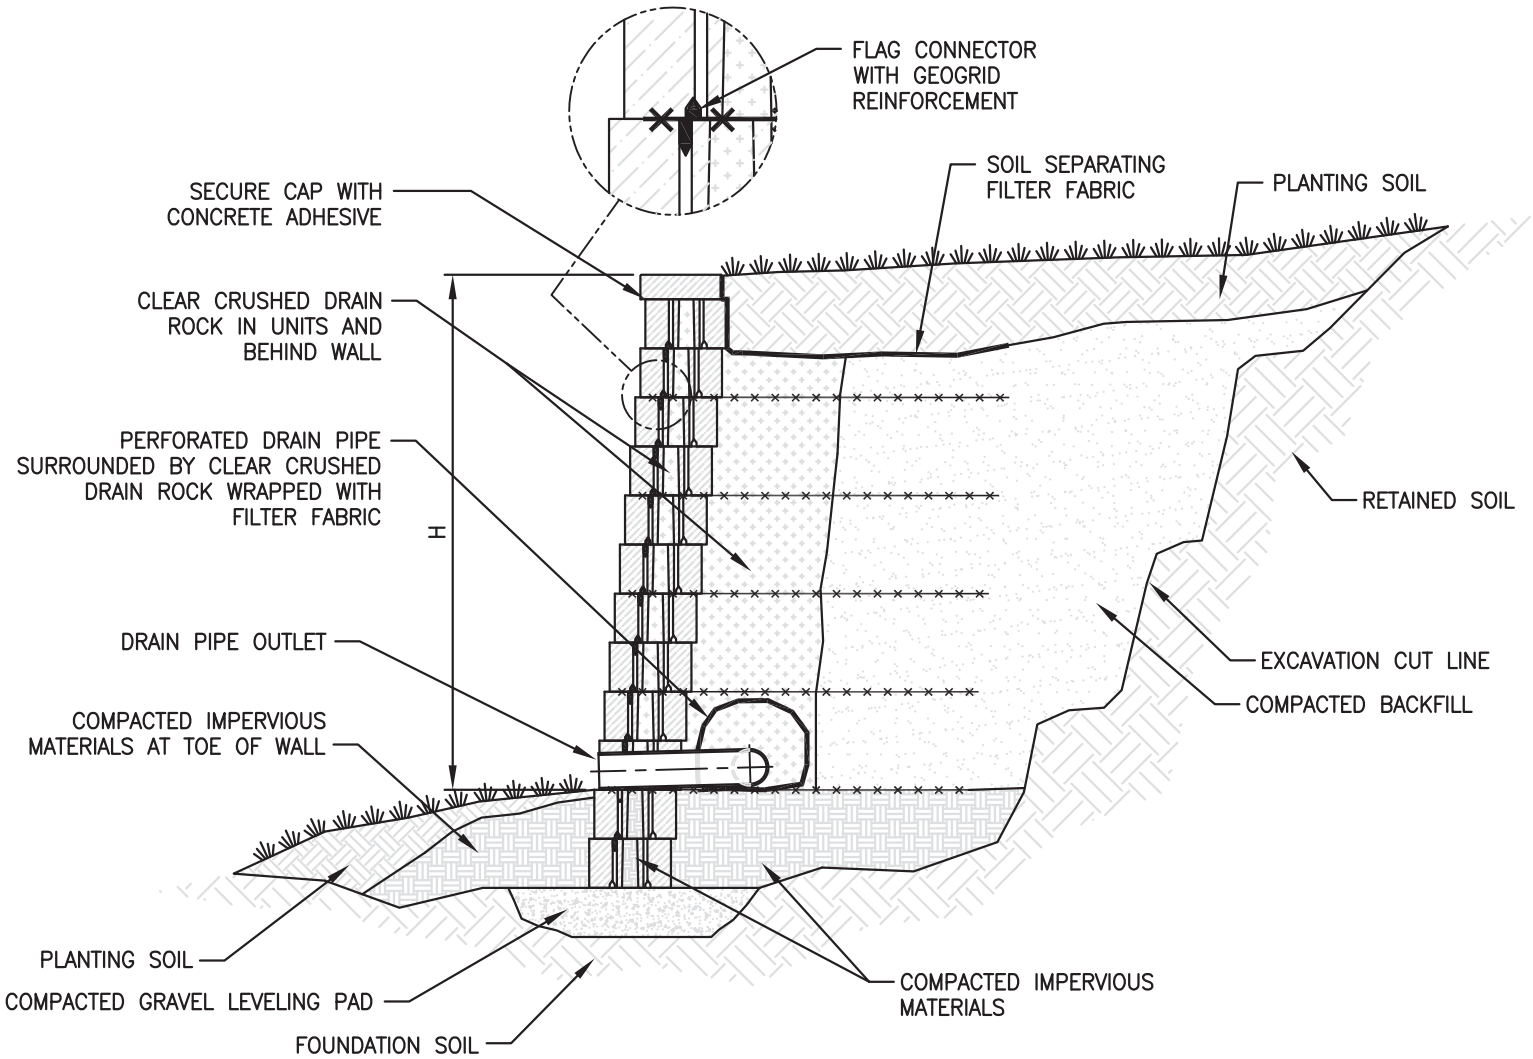 FLAG CONNECTOR
WITH GEOGRID
REINFORCEMENT
SOIL SEPARATING
FILTER FABRIC
PLANTING SOIL
SECURE CAP WITH
CONCRETE ADHESIVE
CLEAR CRUSHED DRAIN
ROCK IN UNITS AND
BEHIND WALL
PERFORATED DRAIN PIPE
SURROUNDED BY CLEAR CRUSHED
DRAIN ROCK WRAPPED WITH
FILTER FABRIC
H
RETAINED SOIL
DRAIN PIPE OUTLET
EXCAVATION CUT LINE
COMPACTED BACKFILL
COMPACTED IMPERVIOUS
MATERIALS AT TOE OF WALL
PLANTING SOIL
COMPACTED GRAVEL LEVELING PAD
FOUNDATION SOIL
COMPACTED IMPERVIOUS
MATERIALS